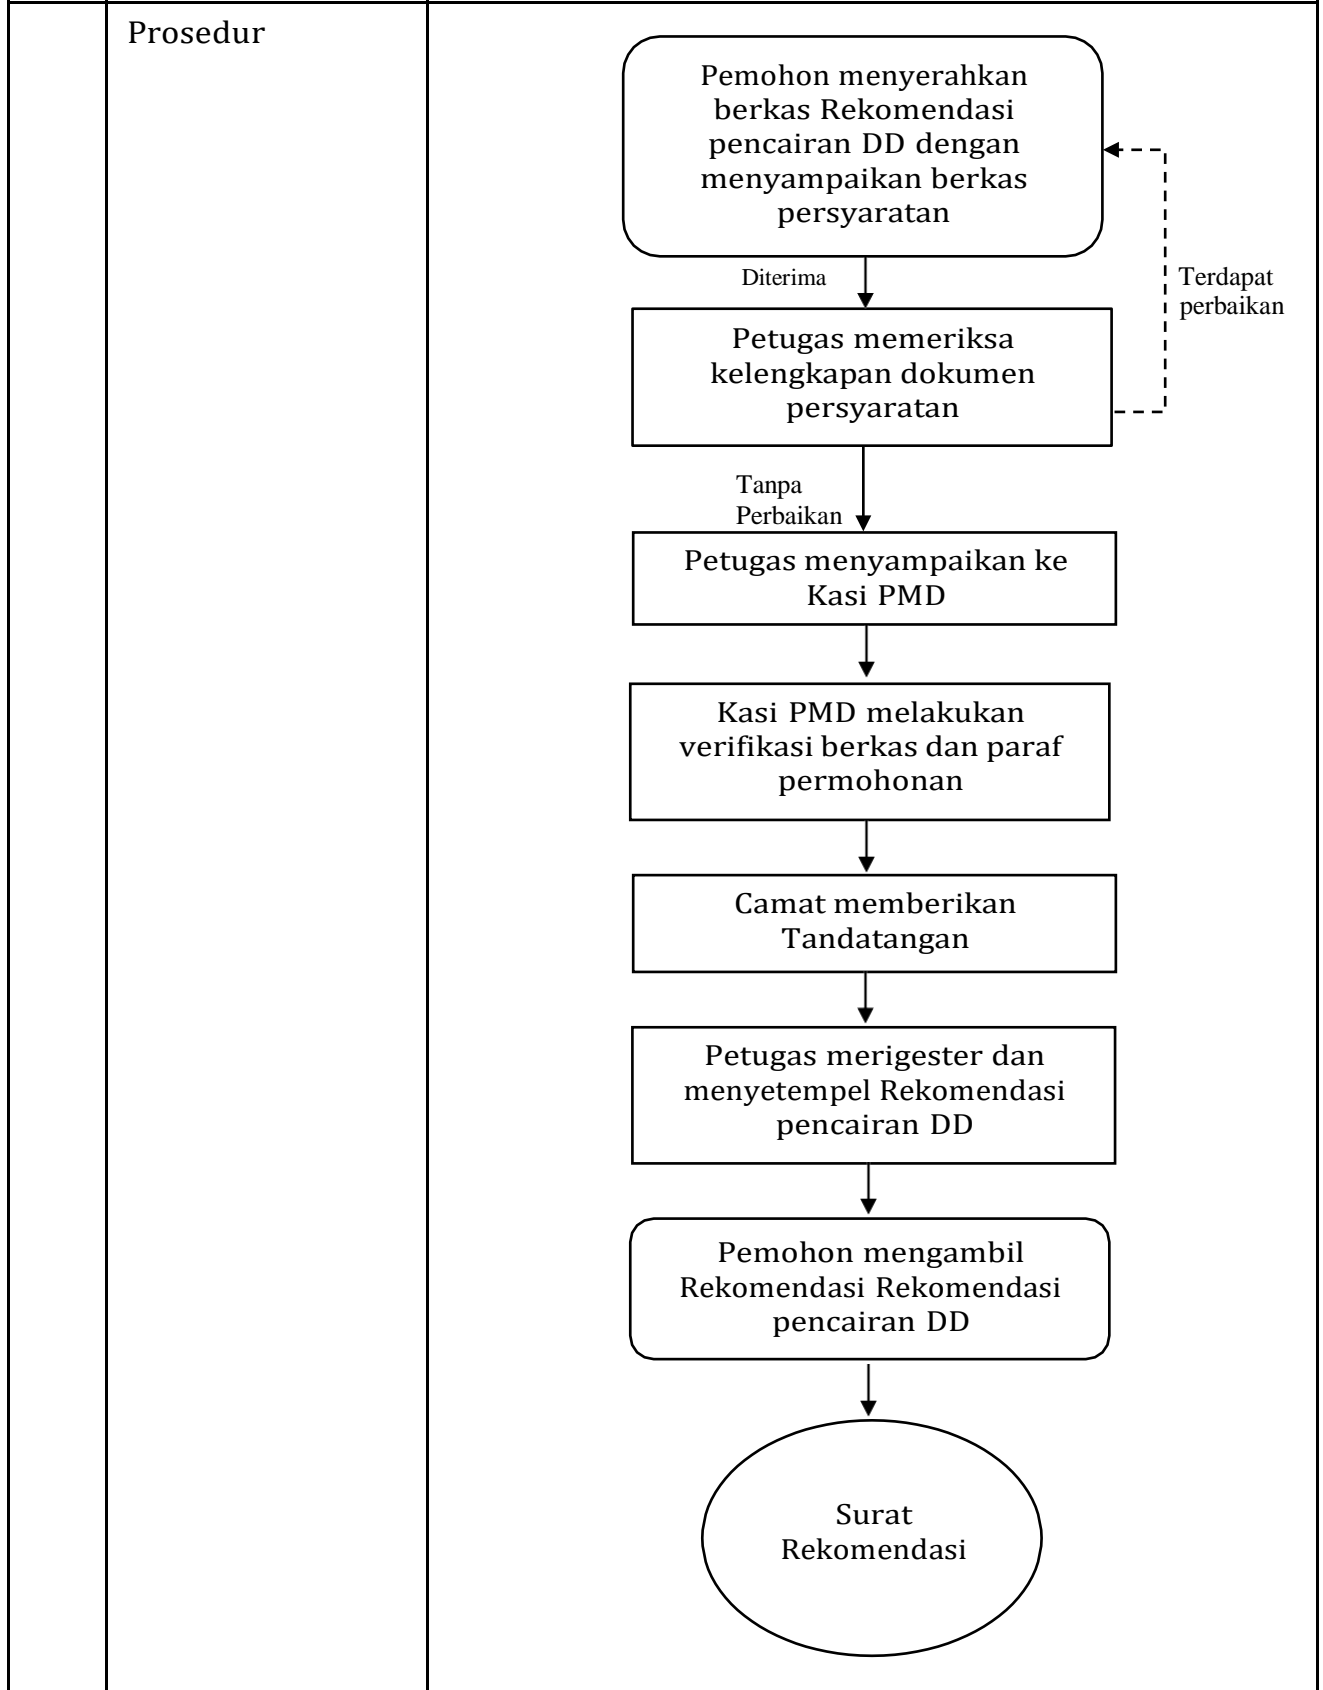 Prosedur
Pemohon menyerahkan
berkas Rekomendasi
pencairan DD dengan
menyampaikan berkas
persyaratan
Diterima
Terdapat
perbaikan
Petugas memeriksa
kelengkapan dokumen
persyaratan
Tanpa
Perbaikan
Petugas menyampaikan ke
Kasi PMD
Kasi PMD melakukan
verifikasi berkas dan paraf
permohonan
Camat memberikan
Tandatangan
Petugas merigester dan
menyetempel Rekomendasi
pencairan DD
Pemohon mengambil
Rekomendasi Rekomendasi
pencairan DD
Surat
Rekomendasi